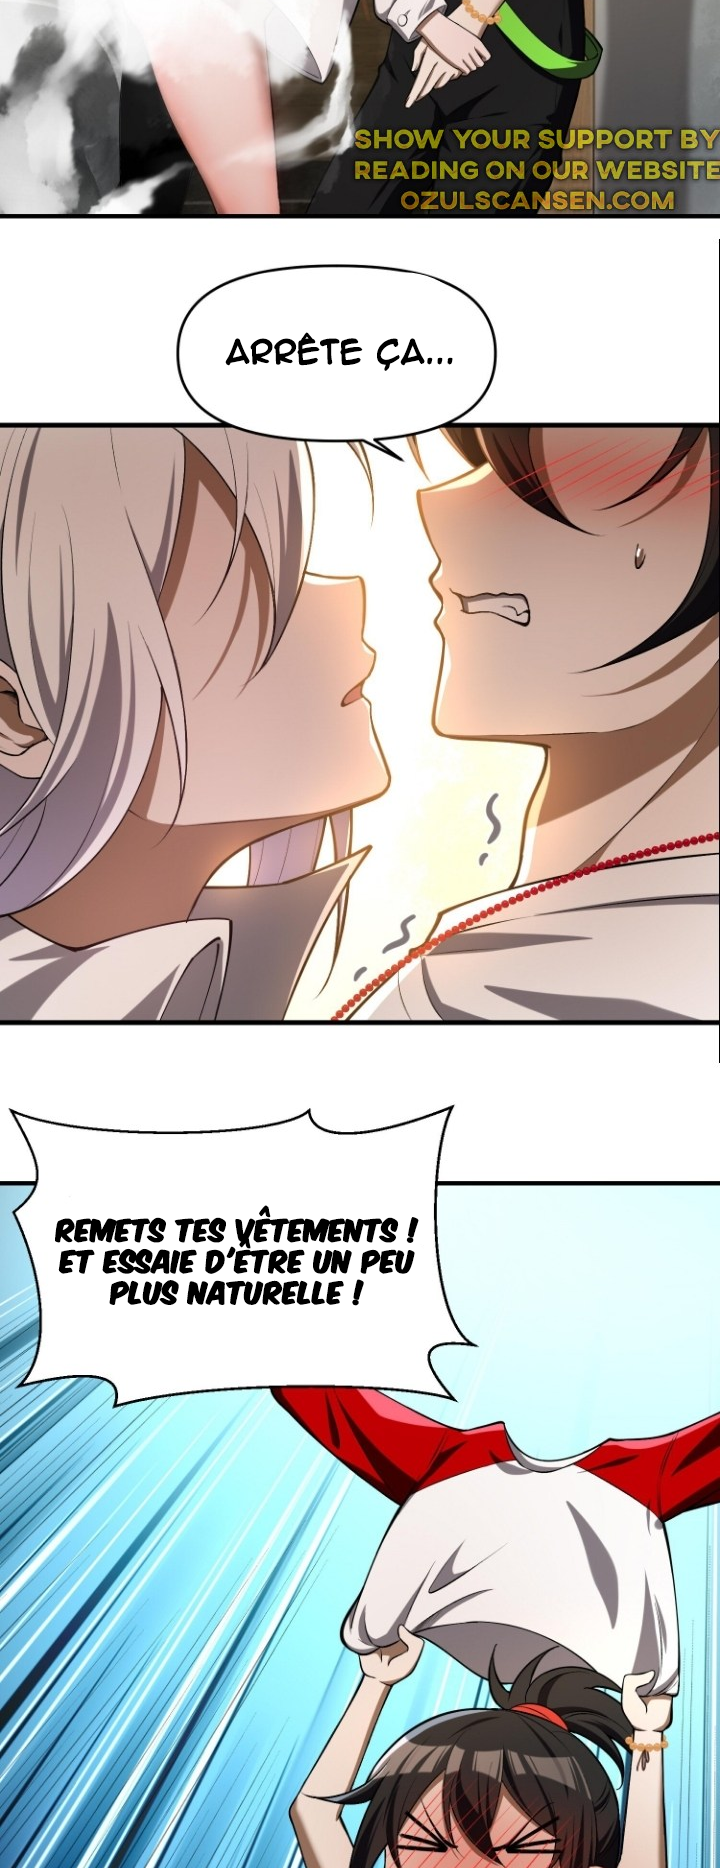 SHOW YOUR SUPPORT BY
READING ON OUR WEBSITE
OZULSCANSEN.COM
ARRÊTE ÇA...
REMETS TES VÊTEMENTS !
ET ESSAIE D'ÊTRE UN PEU
PLUS NATURELLE !